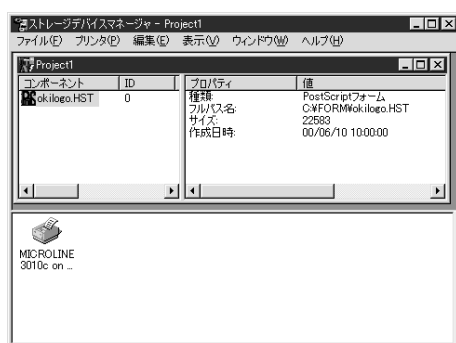 ストレージデバイスマネージャ - Project1
ファイル(F) プリンタ(P) 編集(E) 表示(V) ウィンドウ(W) ヘルプ(H)
Project1
コンポーネント ID プロパティ 値
okilogo.HST 0 種類: PostScriptフォーム
フルパス名: C:¥FORM¥okilogo.HST
サイズ: 22583
作成日時: 00/06/10 10:00:00
MICROLINE
3010c on ...